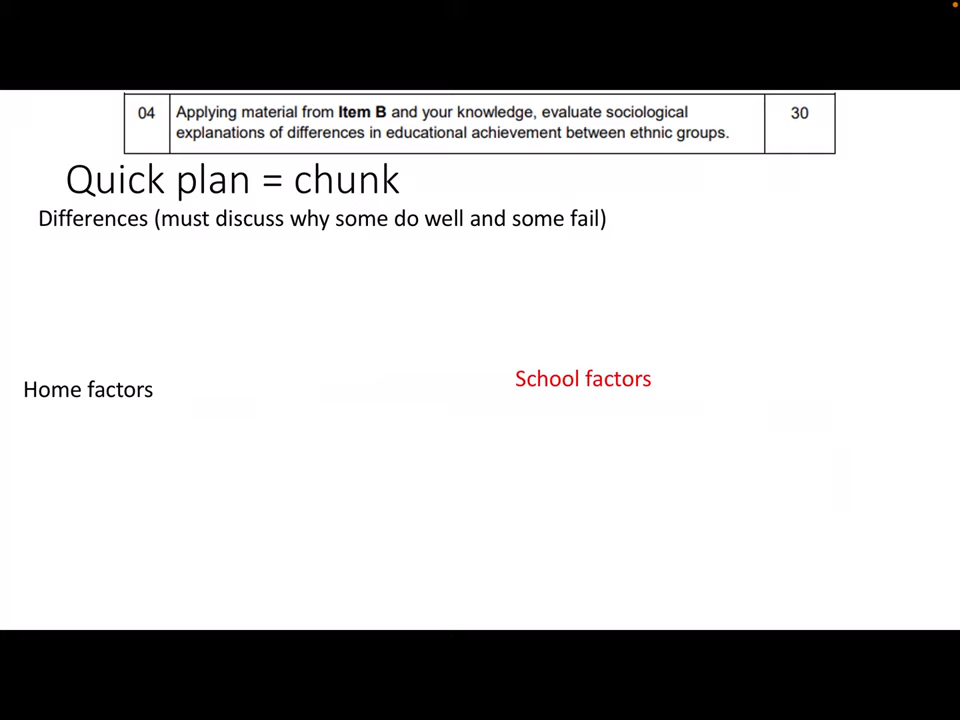 04
Applying material from Item B and your knowledge, evaluate sociological
explanations of differences in educational achievement between ethnic groups.
30
Quick plan = chunk
Differences (must discuss why some do well and some fail)
Home factors
School factors